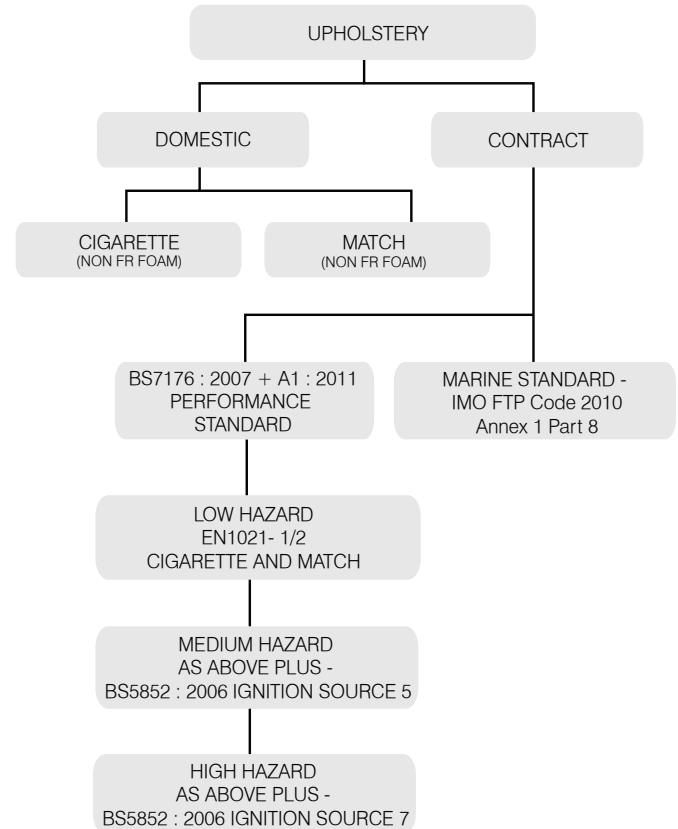 UPHOLSTERY
DOMESTIC
CONTRACT
CIGARETTE
(NON FR FOAM)
MATCH
(NON FR FOAM)
BS7176 : 2007 + A1 : 2011
PERFORMANCE
STANDARD
MARINE STANDARD -
IMO FTP Code 2010
Annex 1 Part 8
LOW HAZARD
EN1021- 1/2
CIGARETTE AND MATCH
MEDIUM HAZARD
AS ABOVE PLUS -
BS5852 : 2006 IGNITION SOURCE 5
HIGH HAZARD
AS ABOVE PLUS -
BS5852 : 2006 IGNITION SOURCE 7